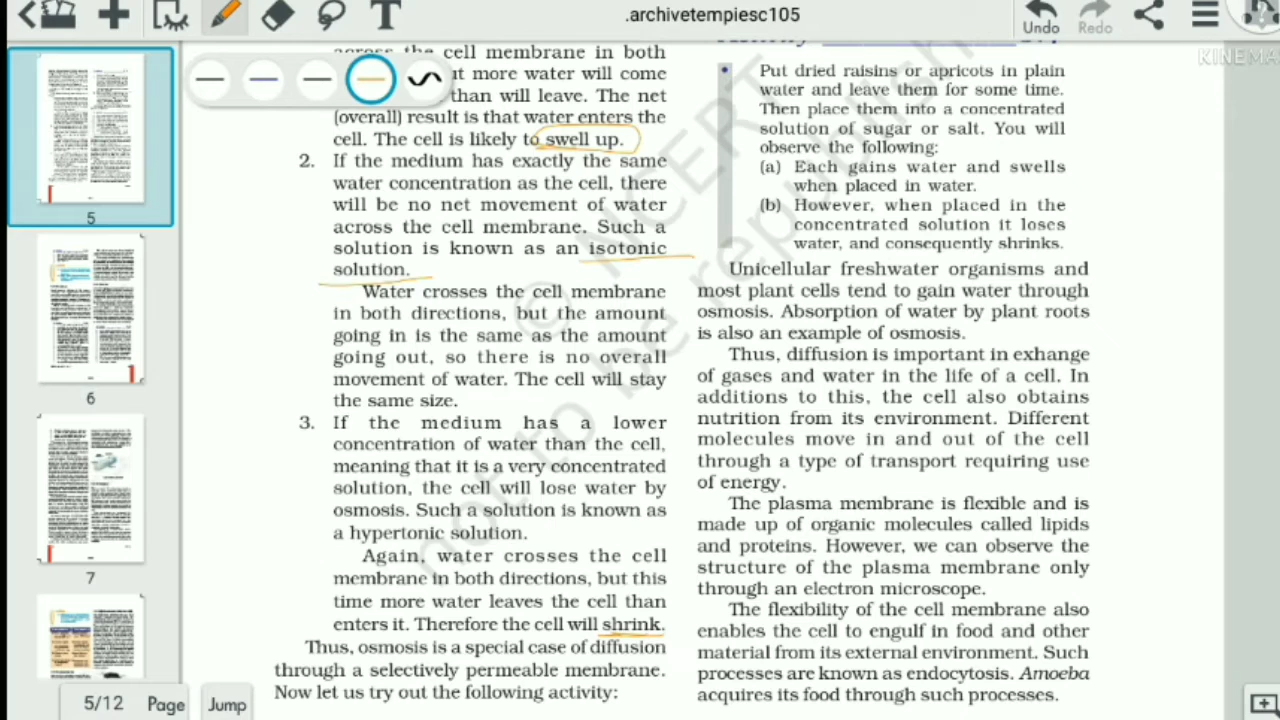 .archivetempiesc105
Undo
Redo
KINEMA
across the cell membrane in both
t more water will come
than will leave. The net
(overall) result is that water enters the
cell. The cell is likely to swell up.
2. If the medium has exactly the same
water concentration as the cell, there
will be no net movement of water
across the cell membrane. Such a
solution is known as an isotonic
solution.
Water crosses the cell membrane
in both directions, but the amount
going in is the same as the amount
going out, so there is no overall
movement of water. The cell will stay
the same size.
3. If the medium has a lower
concentration of water than the cell,
meaning that it is a very concentrated
solution, the cell will lose water by
osmosis. Such a solution is known as
a hypertonic solution.
Again, water crosses the cell
membrane in both directions, but this
time more water leaves the cell than
enters it. Therefore the cell will shrink.
Thus, osmosis is a special case of diffusion
through a selectively permeable membrane.
Now let us try out the following activity:
• Put dried raisins or apricots in plain
water and leave them for some time.
Then place them into a concentrated
solution of sugar or salt. You will
observe the following:
(a) Each gains water and swells
when placed in water.
(b) However, when placed in the
concentrated solution it loses
water, and consequently shrinks.
Unicellular freshwater organisms and
most plant cells tend to gain water through
osmosis. Absorption of water by plant roots
is also an example of osmosis.
Thus, diffusion is important in exhange
of gases and water in the life of a cell. In
additions to this, the cell also obtains
nutrition from its environment. Different
molecules move in and out of the cell
through a type of transport requiring use
of energy.
The plasma membrane is flexible and is
made up of organic molecules called lipids
and proteins. However, we can observe the
structure of the plasma membrane only
through an electron microscope.
The flexibility of the cell membrane also
enables the cell to engulf in food and other
material from its external environment. Such
processes are known as endocytosis. Amoeba
acquires its food through such processes.
5
6
7
5/12 Page Jump